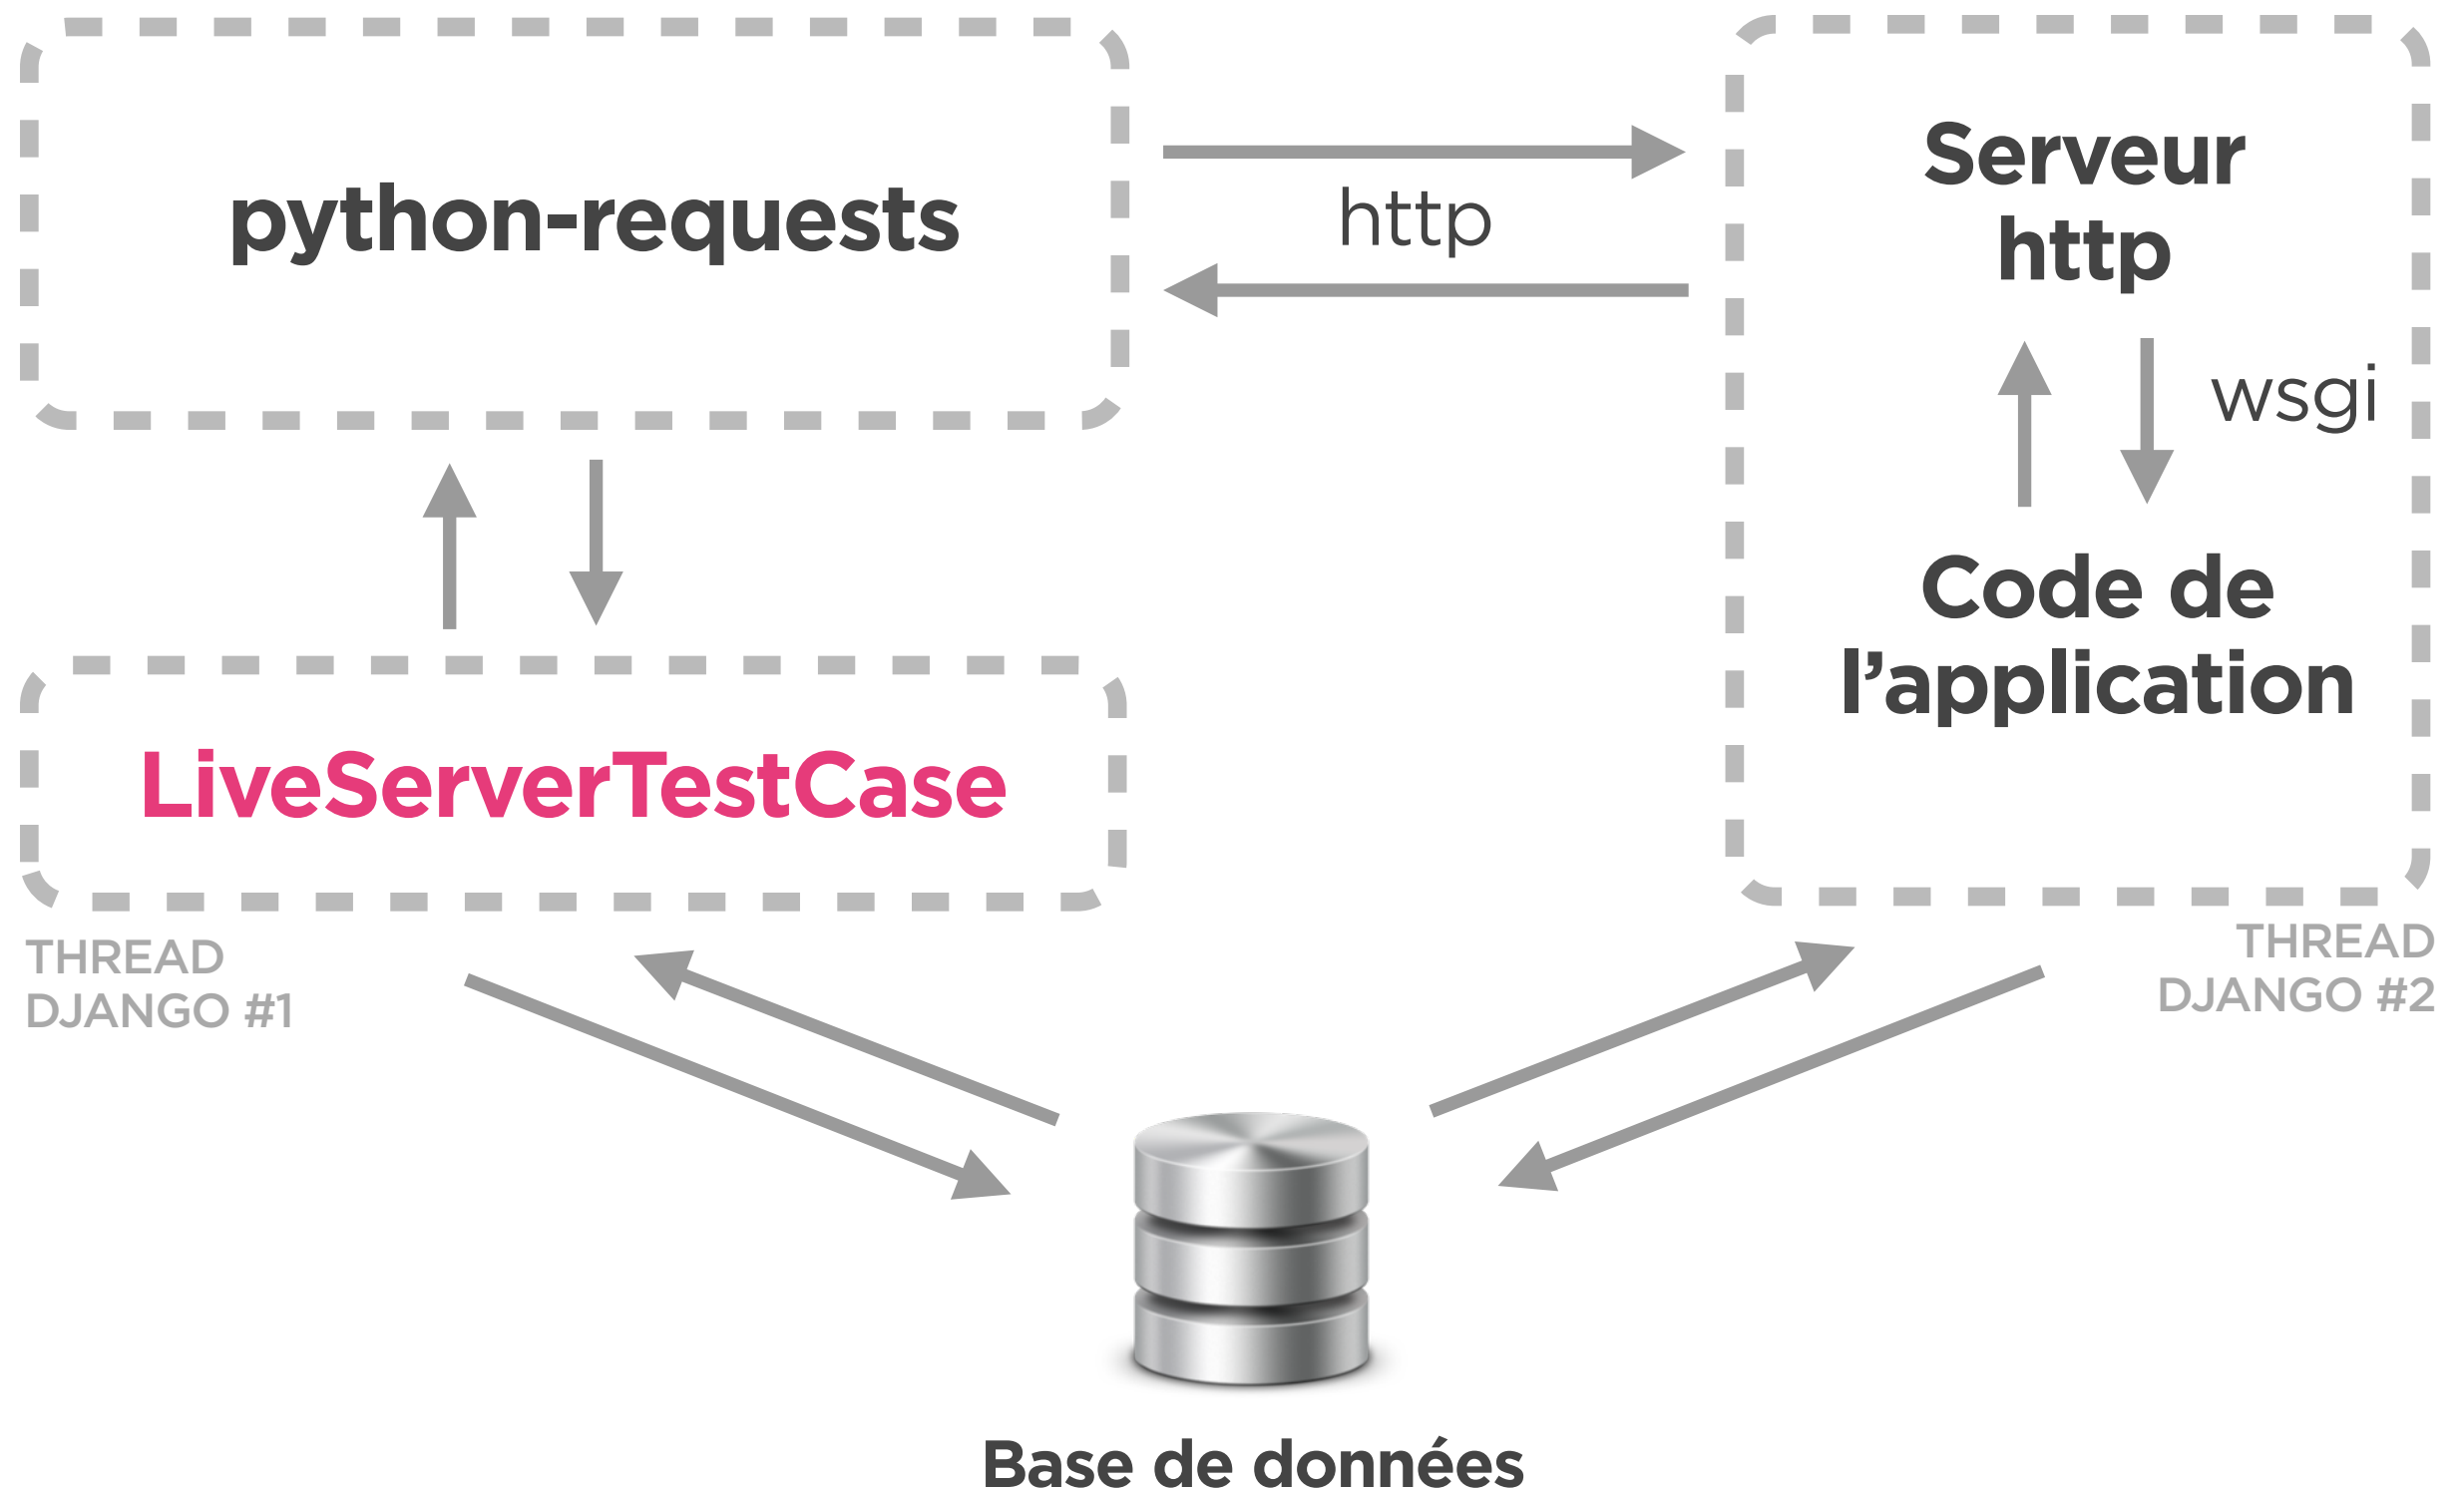 python-requests
http
Serveur
http
wsgi
Code de
l’application
LiveServerTestCase
THREAD
DJANGO #1
THREAD
DJANGO #2
Base de données